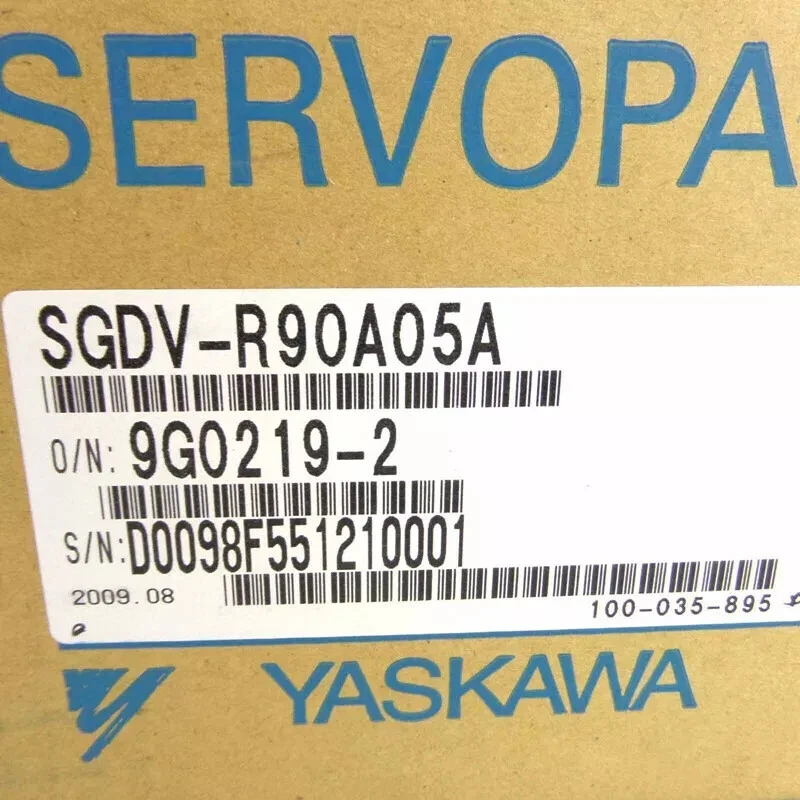 SERVOPA
SGDV-R90A05A
O/N: 9G0219-2
S/N: D0098F551210001
2009.08
100-035-895
YASKAWA